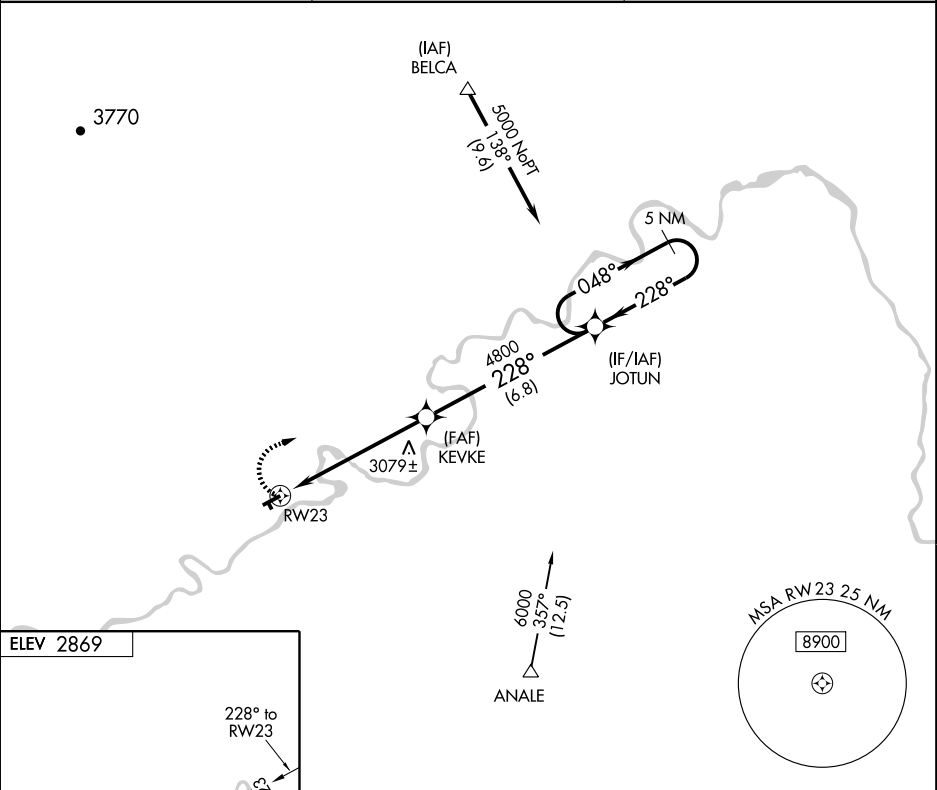 (IAF)
BELCA
3770
5000 NoPT
138°
(9.6)
5 NM
048°
228°
4800
228°
(6.8)
(IF/IAF)
JOTUN
(FAF)
KEVKE
3079±
RW23
6000
357°
(12.5)
ANALE
MSA RW23 25 NM
8900
ELEV 2869
228° to
RW23